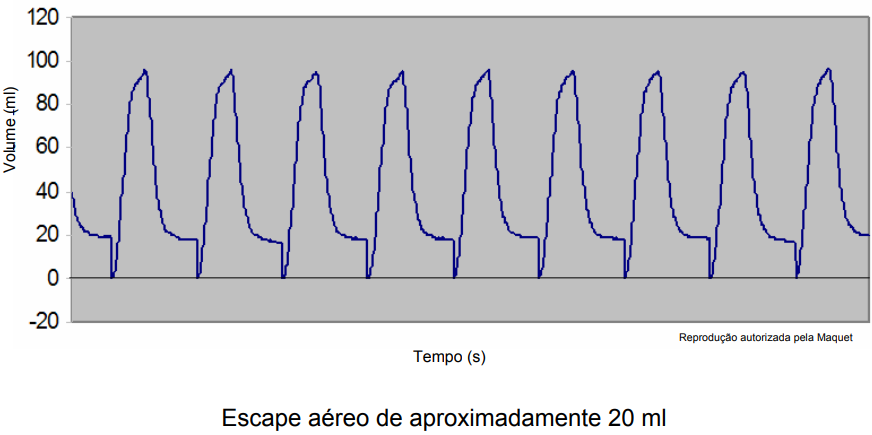 120
100
80
60
40
20
0
-20
Volume (ml)
Reprodução autorizada pela Maquet
Tempo (s)
Escape aéreo de aproximadamente 20 ml